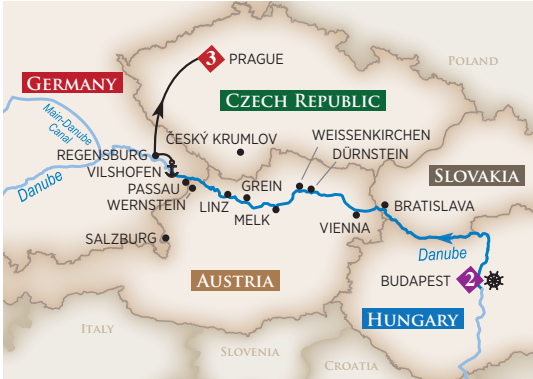 3 PRAGUE
POLAND
GERMANY
Main-Danube
Canal
CZECH REPUBLIC
ČESKÝ KRUMLOV
WEISSENKIRCHEN
DÜRNSTEIN
REGENSBURG
VILSHOFEN
Danube
PASSAU
WERNSTEIN
LINZ
GREIN
MELK
SLOVAKIA
BRATISLAVA
VIENNA
SALZBURG
Danube
AUSTRIA
BUDAPEST 2
HUNGARY
ITALY
SLOVENIA
CROATIA